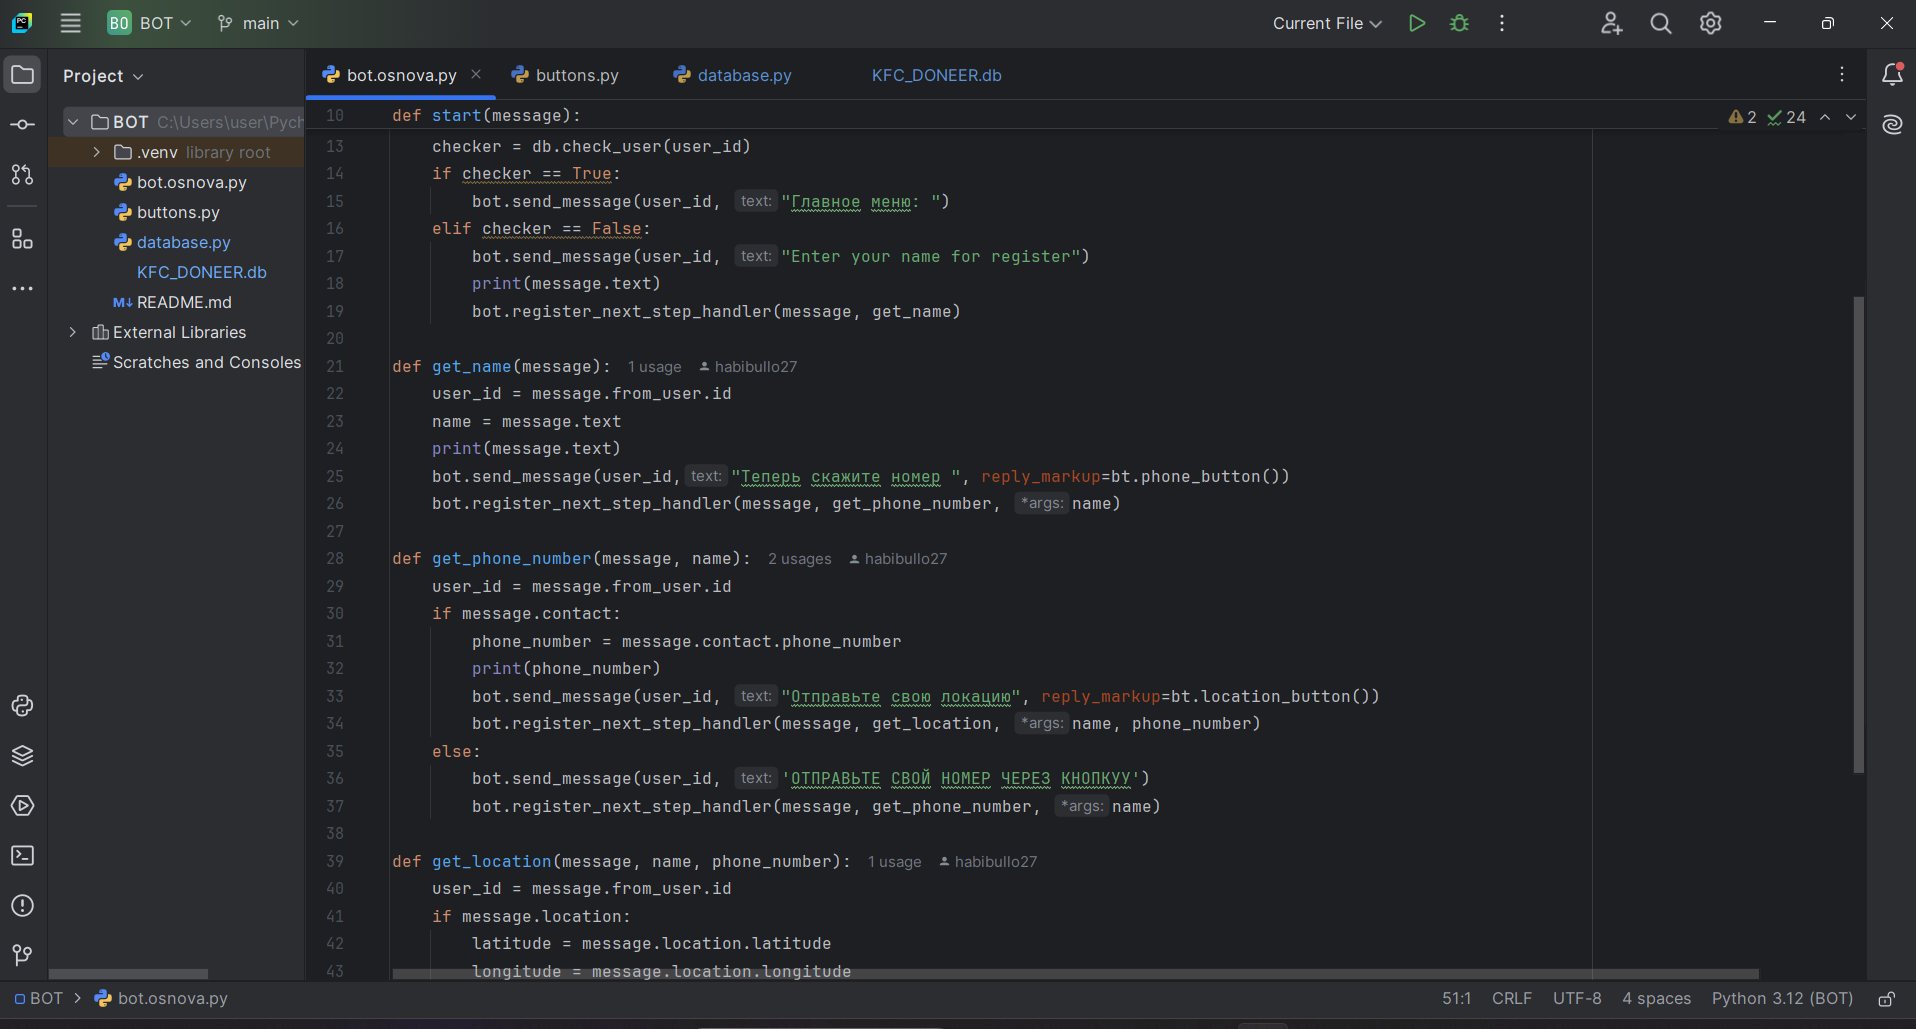 BO BOT main Current File
Project
bot.osnova.py buttons.py database.py KFC_DONEER.db
BOT C:\Users\user\Pych
.venv library root
bot.osnova.py
buttons.py
database.py
KFC_DONEER.db
M↓ README.md
External Libraries
Scratches and Consoles
2 24
10 def start(message):
13 checker = db.check_user(user_id)
14 if checker == True:
15 bot.send_message(user_id, text: "Главное меню: ")
16 elif checker == False:
17 bot.send_message(user_id, text: "Enter your name for register")
18 print(message.text)
19 bot.register_next_step_handler(message, get_name)
20
21 def get_name(message): 1 usage habibullo27
22 user_id = message.from_user.id
23 name = message.text
24 print(message.text)
25 bot.send_message(user_id, text: "Теперь скажите номер ", reply_markup=bt.phone_button())
26 bot.register_next_step_handler(message, get_phone_number, *args: name)
27
28 def get_phone_number(message, name): 2 usages habibullo27
29 user_id = message.from_user.id
30 if message.contact:
31 phone_number = message.contact.phone_number
32 print(phone_number)
33 bot.send_message(user_id, text: "Отправьте свою локацию", reply_markup=bt.location_button())
34 bot.register_next_step_handler(message, get_location, *args: name, phone_number)
35 else:
36 bot.send_message(user_id, text: 'ОТПРАВЬТЕ СВОЙ НОМЕР ЧЕРЕЗ КНОПКУУ')
37 bot.register_next_step_handler(message, get_phone_number, *args: name)
38
39 def get_location(message, name, phone_number): 1 usage habibullo27
40 user_id = message.from_user.id
41 if message.location:
42 latitude = message.location.latitude
43 longitude = message.location.longitude
BOT > bot.osnova.py 51:1 CRLF UTF-8 4 spaces Python 3.12 (BOT)